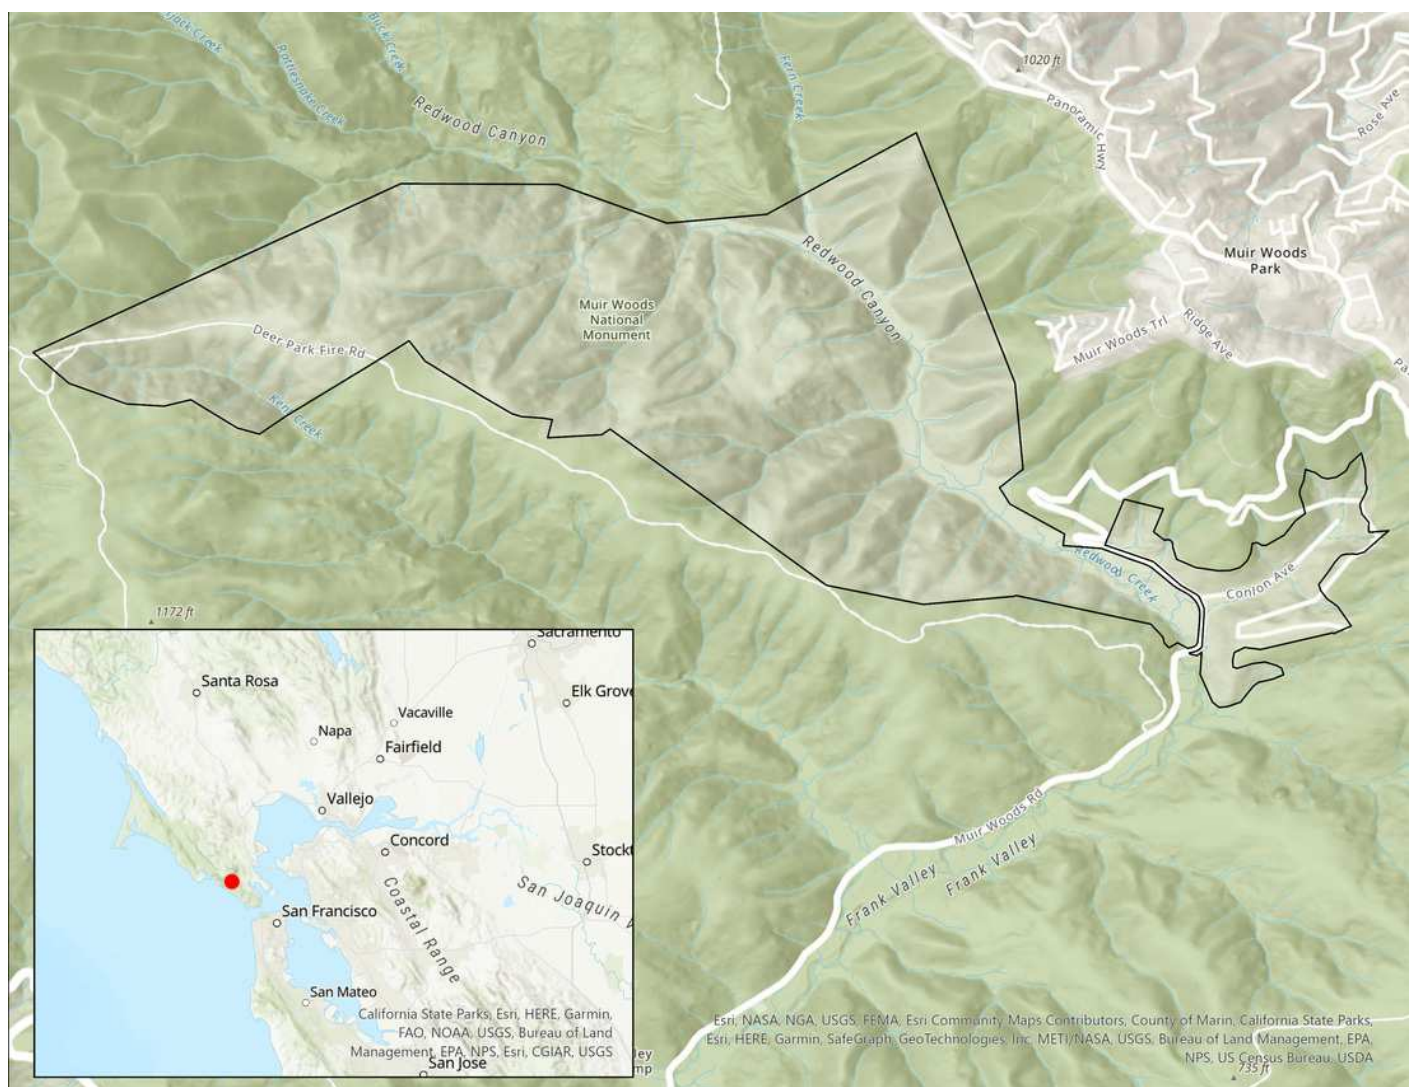 Rattlesnake Creek
Buck Creek
Fern Creek
1020 ft
Redwood Canyon
Panoramic Hwy
Rose Ave
Muir Woods
Park
Redwood Canyon
Muir Woods
National
Monument
Deer Park Fire Rd
Muir Woods Trl
Ridge Ave
Kent Creek
Redwood Creek
Conlon Ave
1172 ft
Muir Woods Rd
Frank Valley
Frank Valley
Sacramento
Santa Rosa
Elk Grove
Vacaville
Napa
Fairfield
Vallejo
Concord
Stockt
San Joaquin
Coastal Range
San Francisco
San Mateo
San Jose
California State Parks, Esri, HERE, Garmin,
FAO, NOAA, USGS, Bureau of Land
Management, EPA, NPS, Esri, CGIAR, USGS
Esri, NASA, NGA, USGS, FEMA, Esri Community Maps Contributors, County of Marin, California State Parks,
Esri, HERE, Garmin, SafeGraph, GeoTechnologies, Inc, METI/NASA, USGS, Bureau of Land Management, EPA,
NPS, US Census Bureau, USDA
735 ft